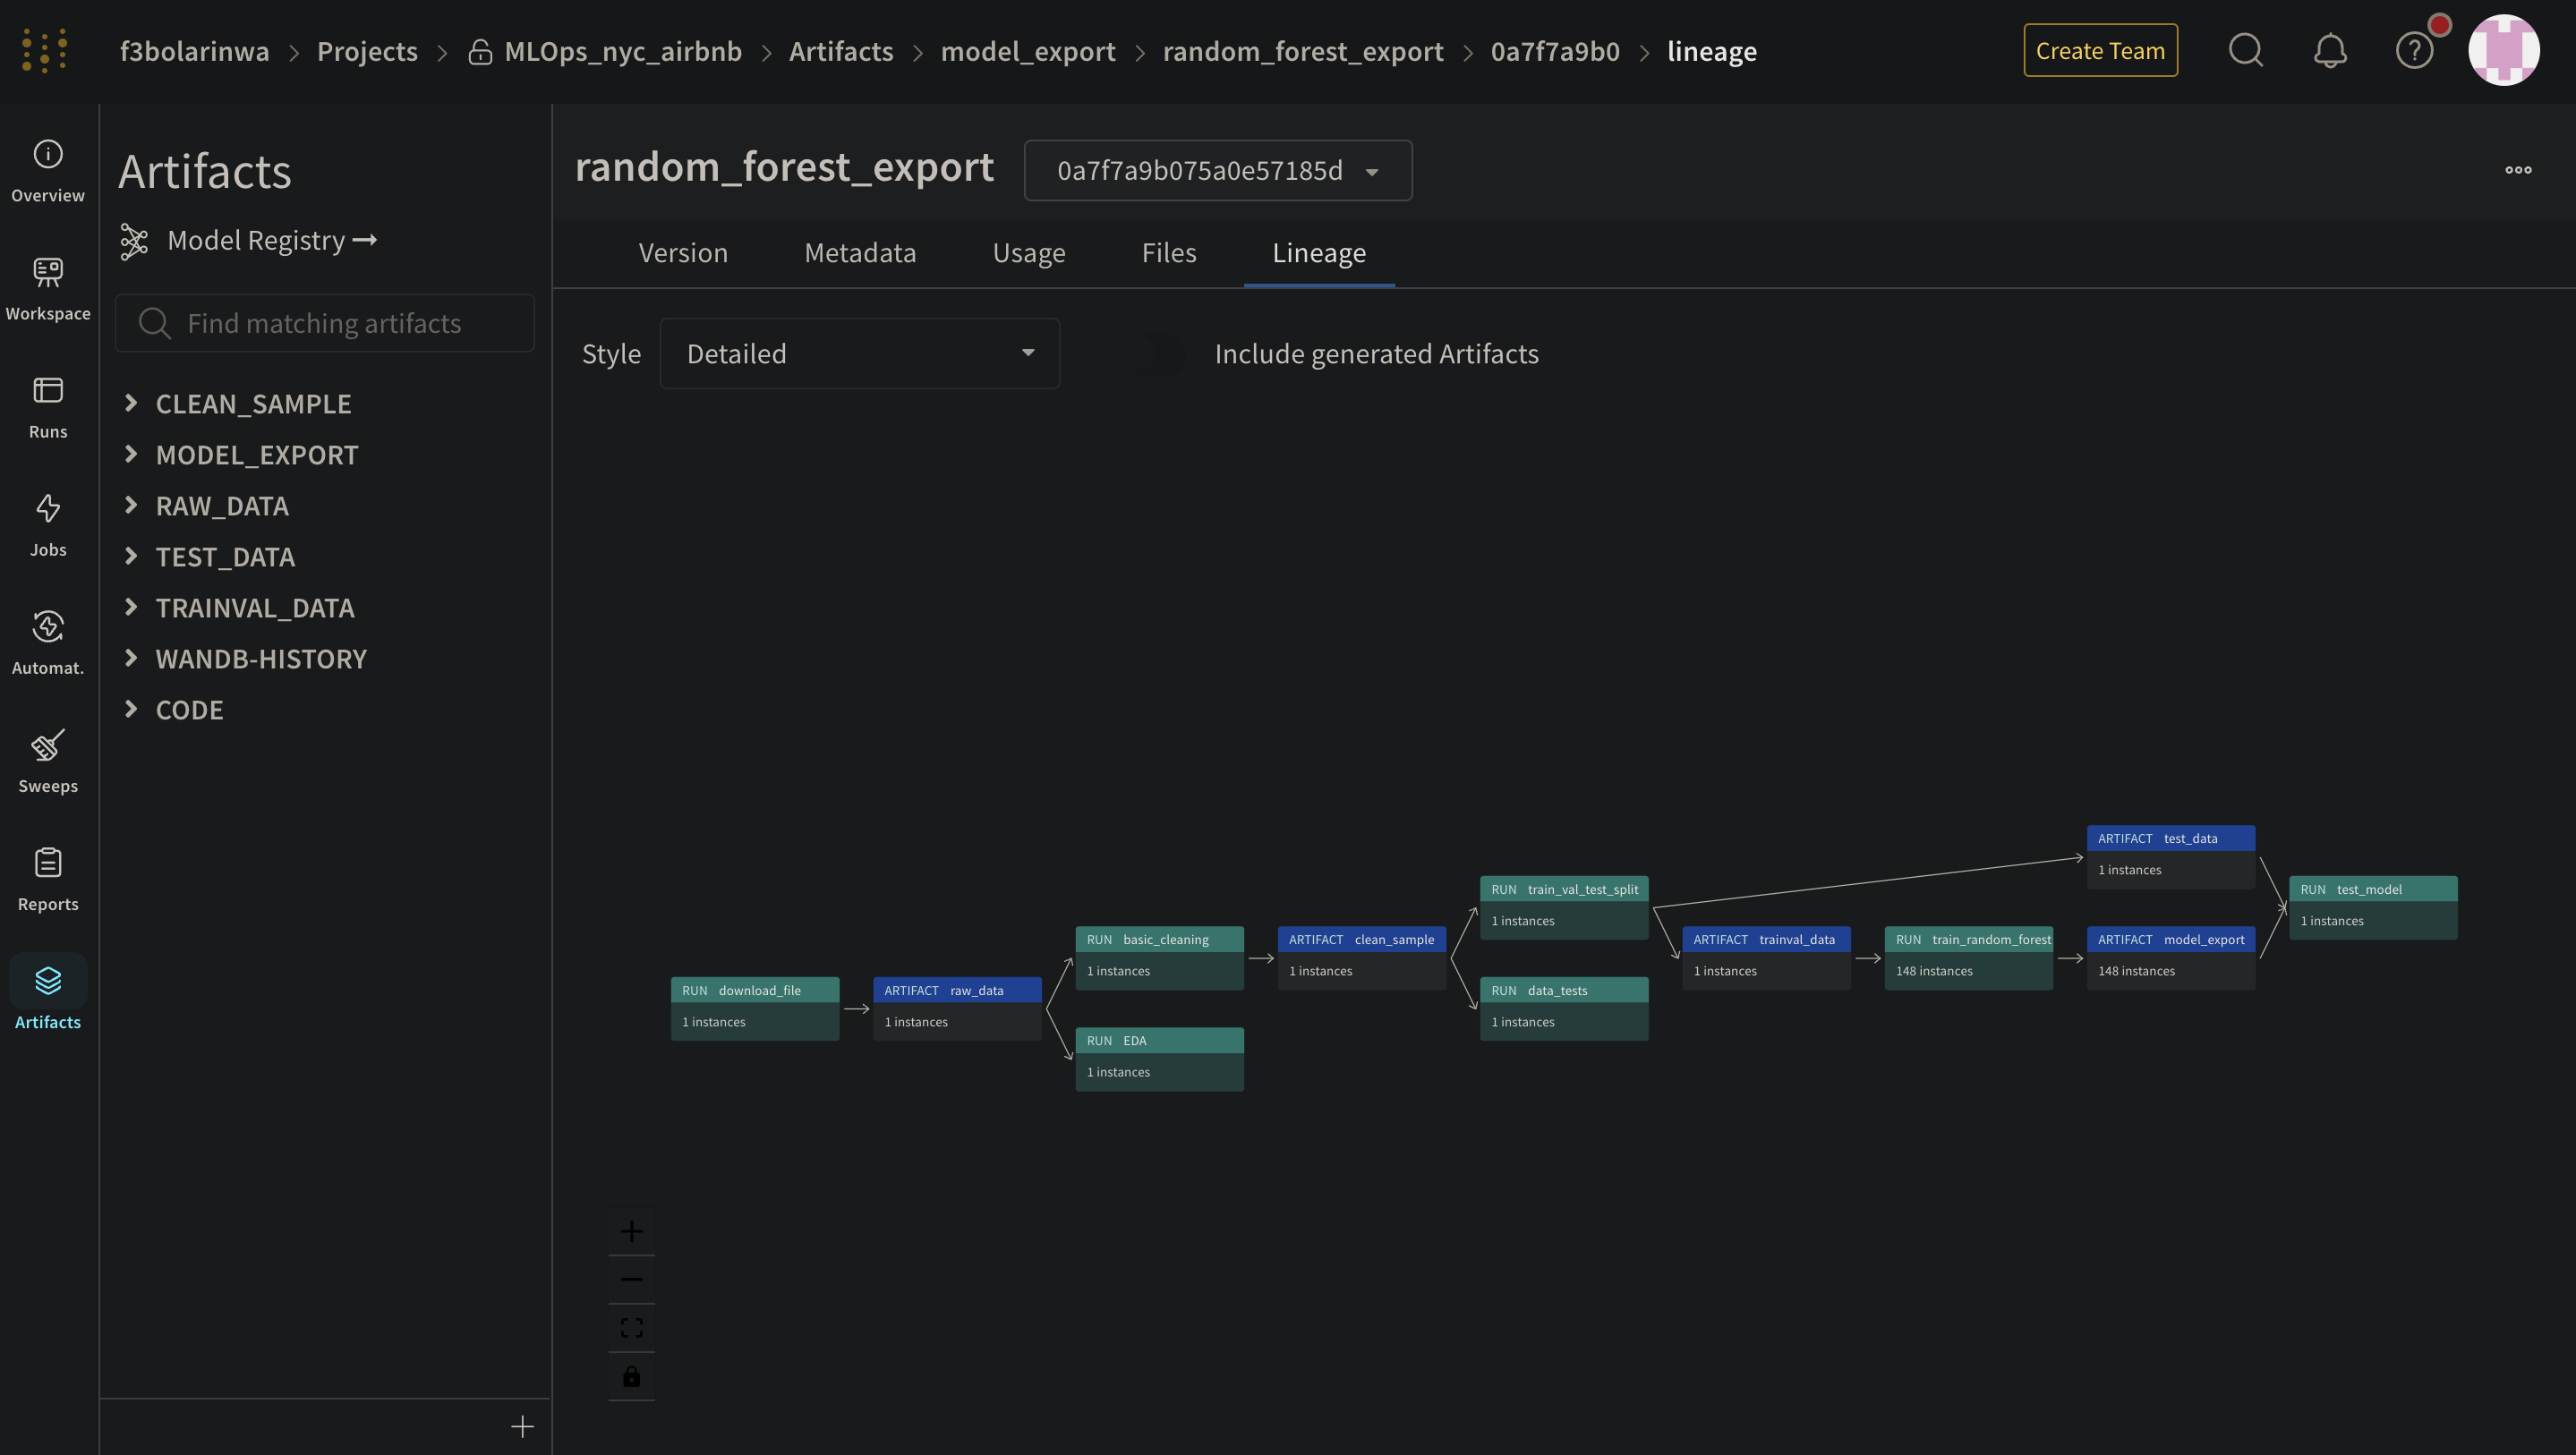 f3bolarinwa > Projects > MLOps_nyc_airbnb > Artifacts > model_export > random_forest_export > 0a7f7a9b0 > lineage
Create Team
Overview
Workspace
Runs
Jobs
Automat.
Sweeps
Reports
Artifacts
Artifacts
Model Registry
Find matching artifacts
CLEAN_SAMPLE
MODEL_EXPORT
RAW_DATA
TEST_DATA
TRAINVAL_DATA
WANDB-HISTORY
CODE
random_forest_export 0a7f7a9b075a0e57185d
Version Metadata Usage Files Lineage
Style Detailed Include generated Artifacts
RUN download_file
1 instances
ARTIFACT raw_data
1 instances
RUN basic_cleaning
1 instances
RUN EDA
1 instances
ARTIFACT clean_sample
1 instances
RUN train_val_test_split
1 instances
RUN data_tests
1 instances
ARTIFACT trainval_data
1 instances
RUN train_random_forest
148 instances
ARTIFACT test_data
1 instances
ARTIFACT model_export
148 instances
RUN test_model
1 instances